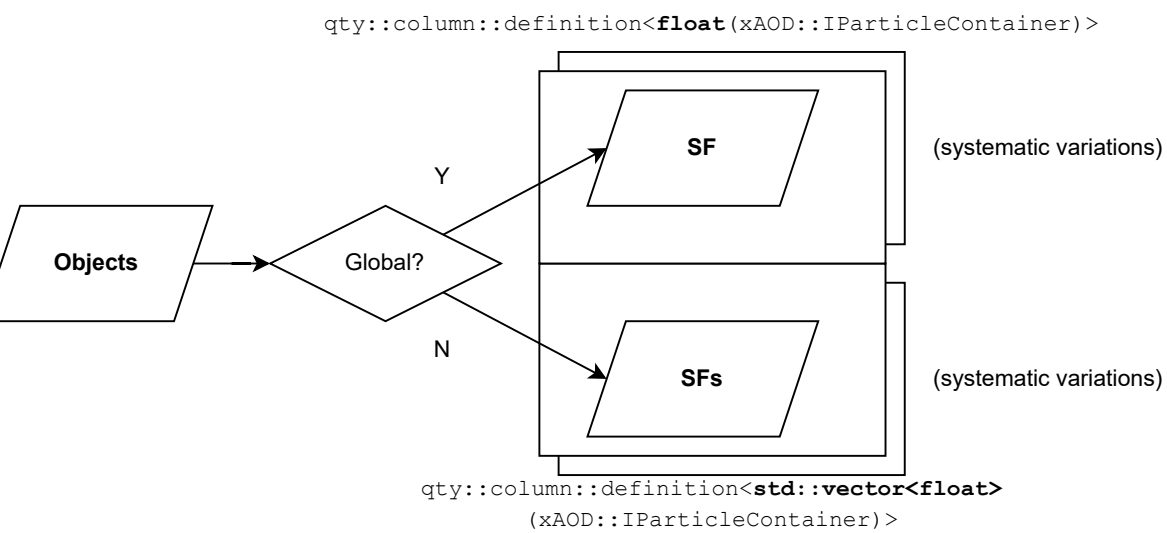 qty::column::definition<float(xAOD::IParticleContainer)>
SF
(systematic variations)
Y
Objects
Global?
N
SFs
(systematic variations)
qty::column::definition<std::vector<float>
(xAOD::IParticleContainer)>